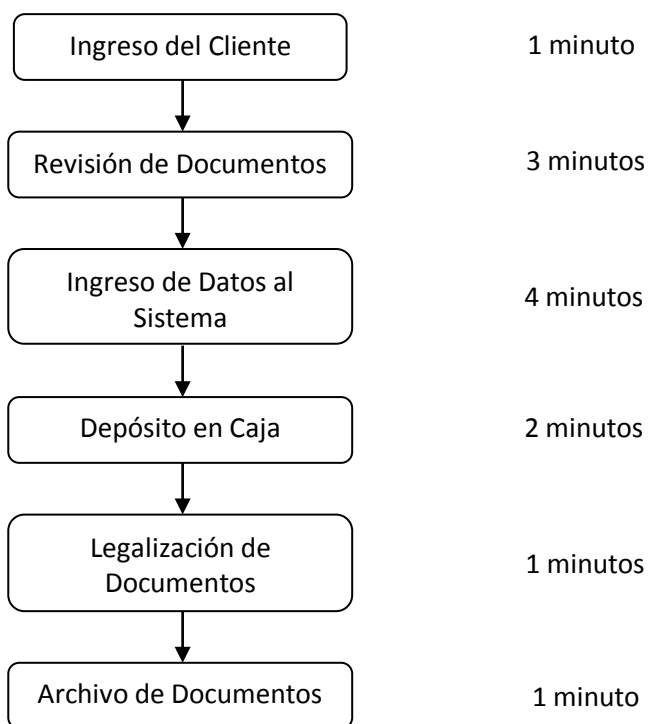 Ingreso del Cliente 1 minuto
Revisión de Documentos 3 minutos
Ingreso de Datos al
Sistema
4 minutos
Depósito en Caja 2 minutos
Legalización de
Documentos
1 minutos
Archivo de Documentos 1 minuto